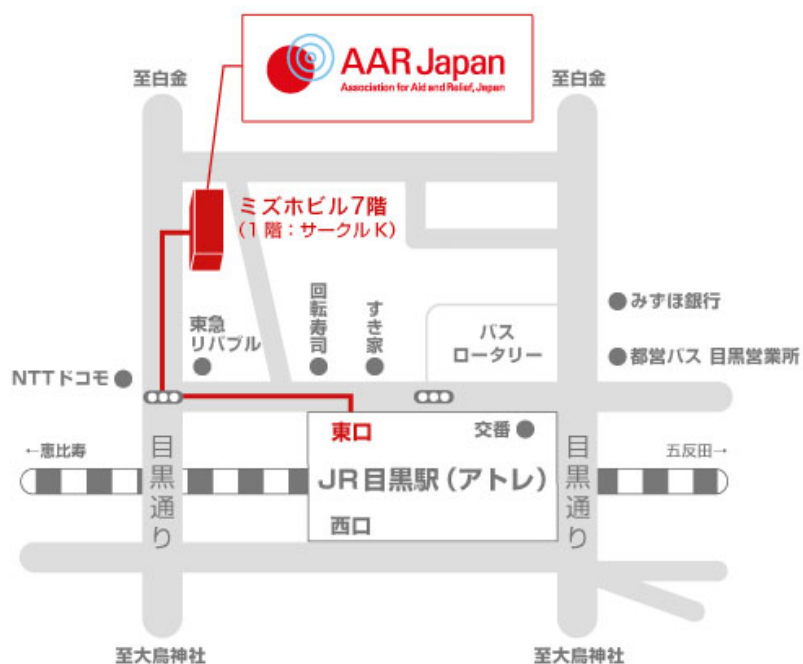 AAR Japan
Association for Aid and Relief, Japan
至白金
至白金
ミズホビル7階
(1階:サークルK)
みずほ銀行
東急
リバブル
回転寿司
すき家
バス
ロータリー
都営バス 目黒営業所
NTTドコモ
東口
交番
←恵比寿
五反田→
目黒通り
JR目黒駅(アトレ)
目黒通り
西口
至大鳥神社
至大鳥神社